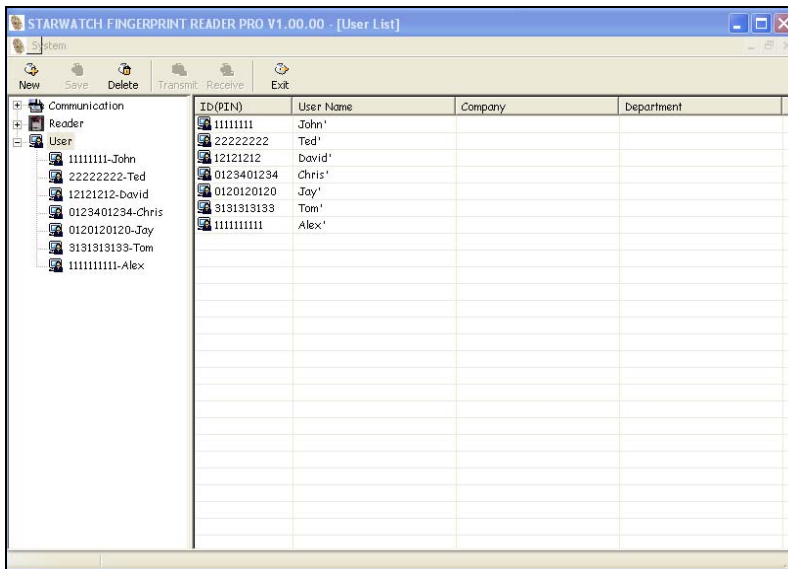 STARWATCH FINGERPRINT READER PRO V1.00.00 - [User List]
System
New Save Delete Transmit Receive Exit
Communication
Reader
User
11111111-John
22222222-Ted
12121212-David
0123401234-Chris
0120120120-Jay
3131313133-Tom
1111111111-Alex
ID(PIN) User Name Company Department
11111111 John'
22222222 Ted'
12121212 David'
0123401234 Chris'
0120120120 Jay'
3131313133 Tom'
1111111111 Alex'